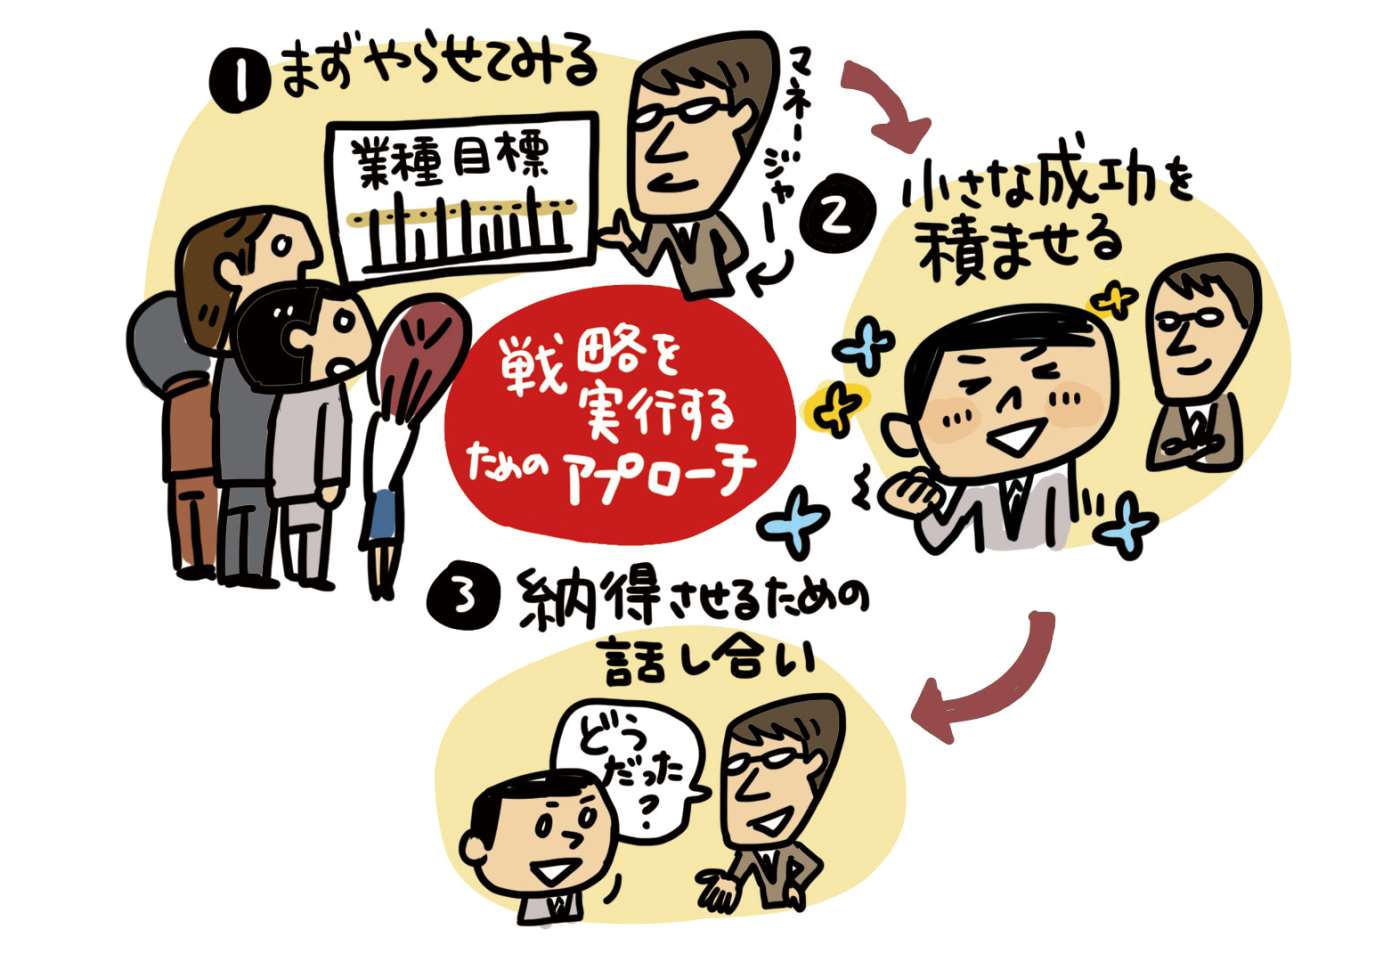 1 まずやらせてみる
業種目標
マネージャー
戦略を
実行する
ための アプローチ
2 小さな成功を
積ませる
3 納得させるための
話し合い
どう
だった
?